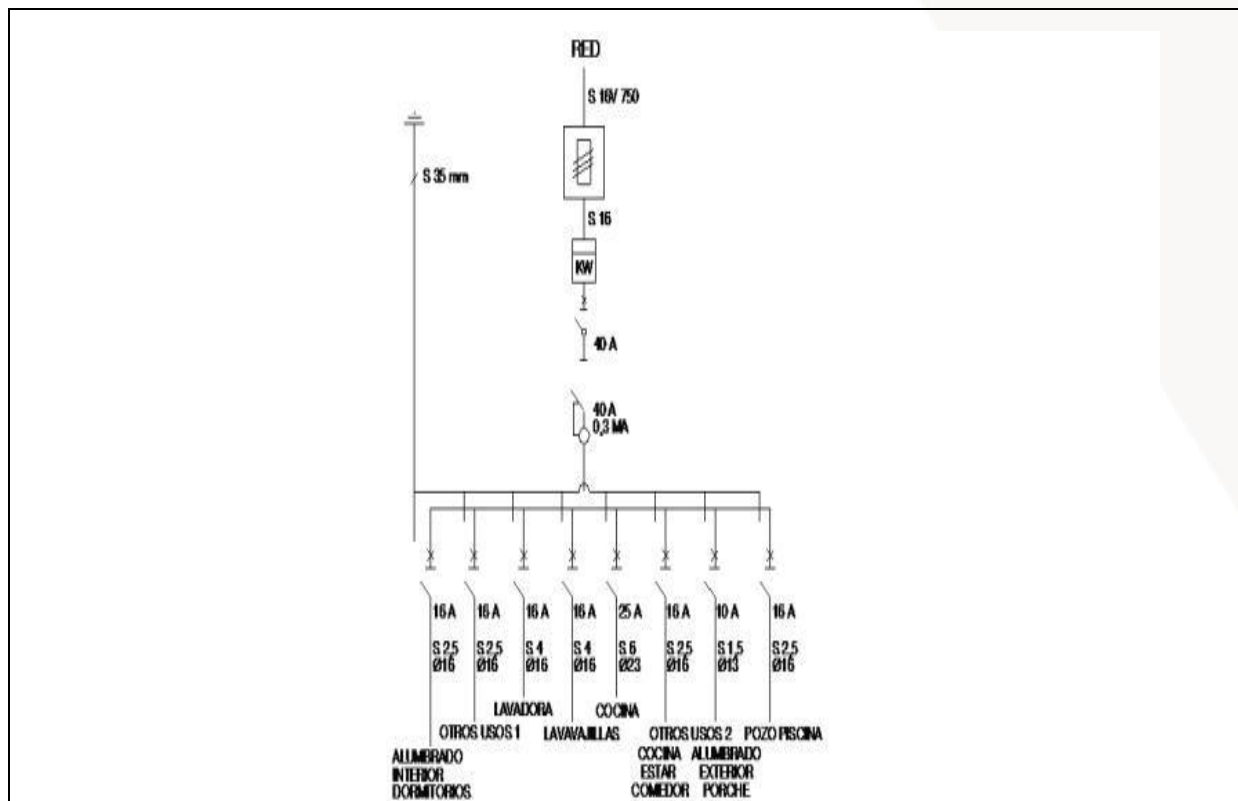 RED
S 16V 750
S 35 mm
S 16
KW
40 A
40 A
0,3 MA
16 A 16 A 16 A 16 A 25 A 16 A 10 A 16 A
S 2,5 S 2,5 S 4 S 4 S 6 S 2,5 S 1,5 S 2,5
Ø16 Ø16 Ø16 Ø16 Ø23 Ø16 Ø13 Ø16
LAVADORA COCINA
OTROS USOS 1 LAVAVAJILLAS OTROS USOS 2 POZO PISCINA
ALUMBRADO COCINA ALUMBRADO
INTERIOR ESTAR EXTERIOR
DORMITORIOS COMEDOR PORCHE